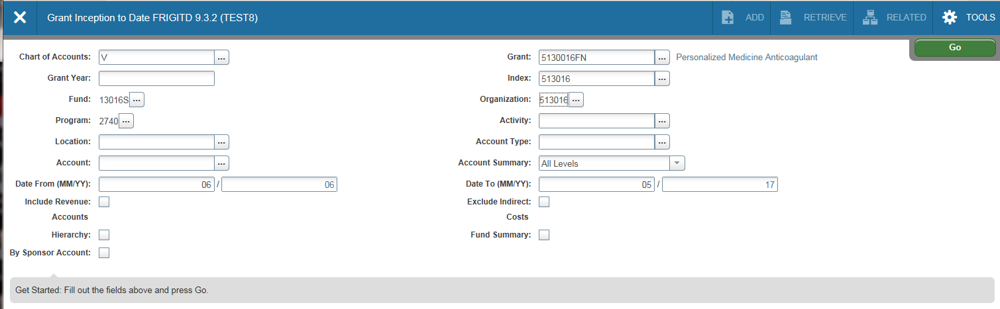 Grant Inception to Date FRIGITD 9.3.2 (TEST8) ADD RETRIEVE RELATED TOOLS
Go
Chart of Accounts: V ... Grant: 5130016FN ... Personalized Medicine Anticoagulant
Grant Year: Index: 513016 ...
Fund: 13016S ... Organization: 513016 ...
Program: 2740 ... Activity: ...
Location: ... Account Type: ...
Account: ... Account Summary: All Levels
Date From (MM/YY): 06 / 06 Date To (MM/YY): 05 / 17
Include Revenue: Exclude Indirect:
Accounts Costs
Hierarchy: Fund Summary:
By Sponsor Account:
Get Started: Fill out the fields above and press Go.